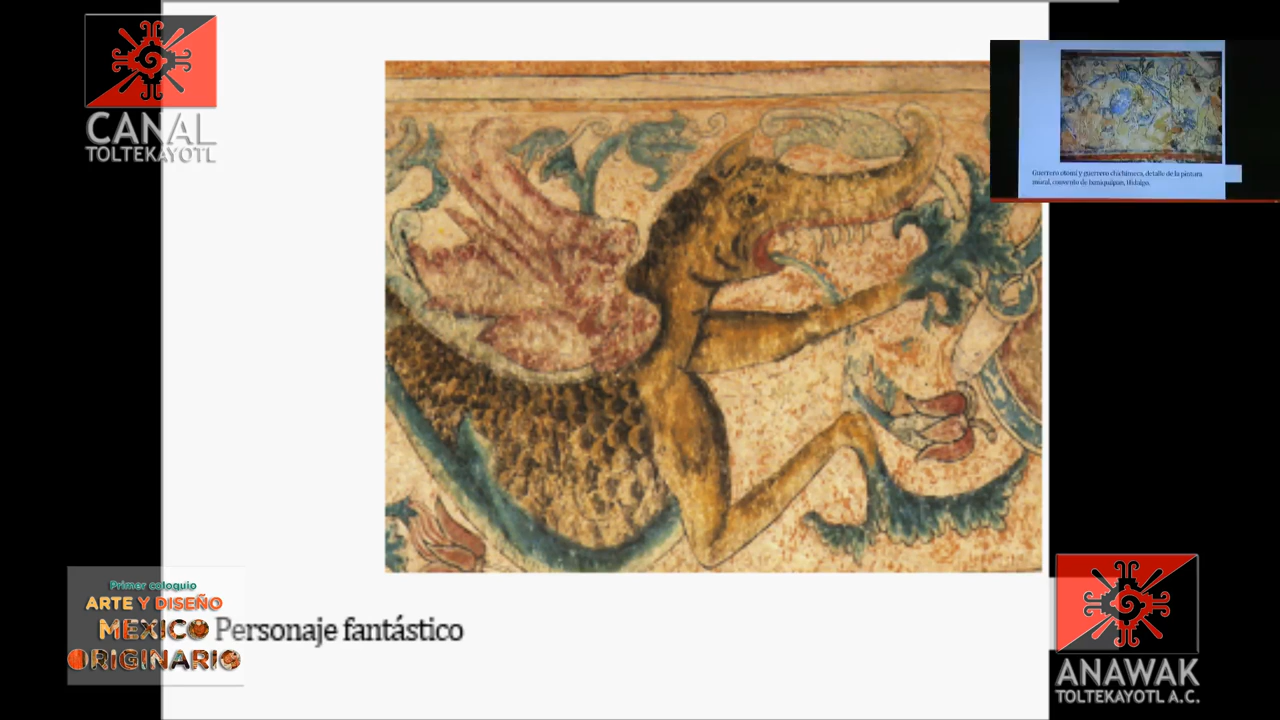 CANAL
TOLTEKAYOTL
Guerrero otomí y guerrero chichimeca, detalle de la pintura
mural, convento de Ixmiquilpan, Hidalgo.
Primer coloquio
ARTE Y DISEÑO
MEXICO
ORIGINARIO
Personaje fantástico
ANAWAK
TOLTEKAYOTL A.C.